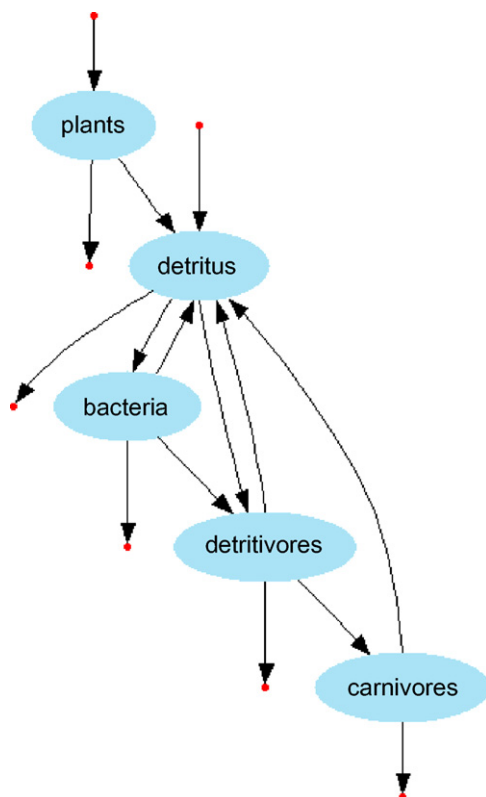 plants
detritus
bacteria
detritivores
carnivores